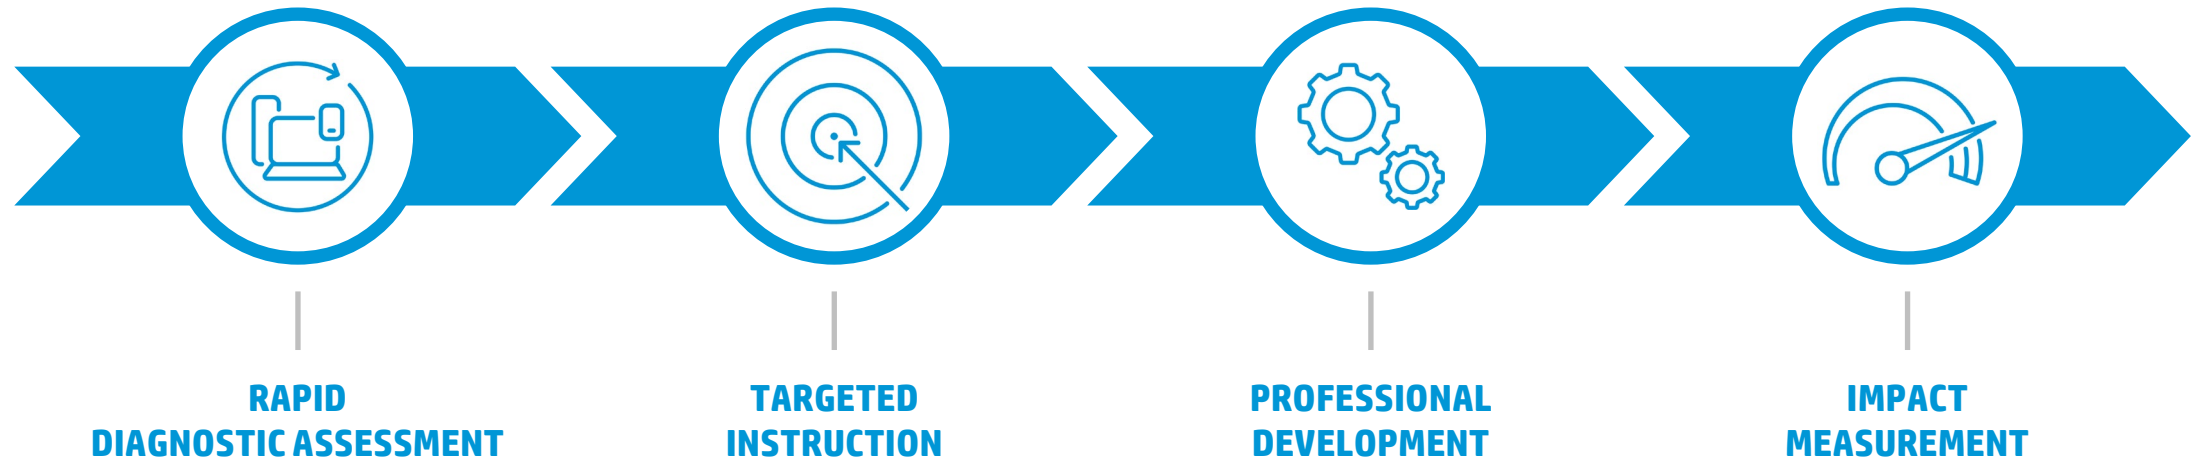 RAPID
DIAGNOSTIC ASSESSMENT
TARGETED
INSTRUCTION
PROFESSIONAL
DEVELOPMENT
IMPACT
MEASUREMENT